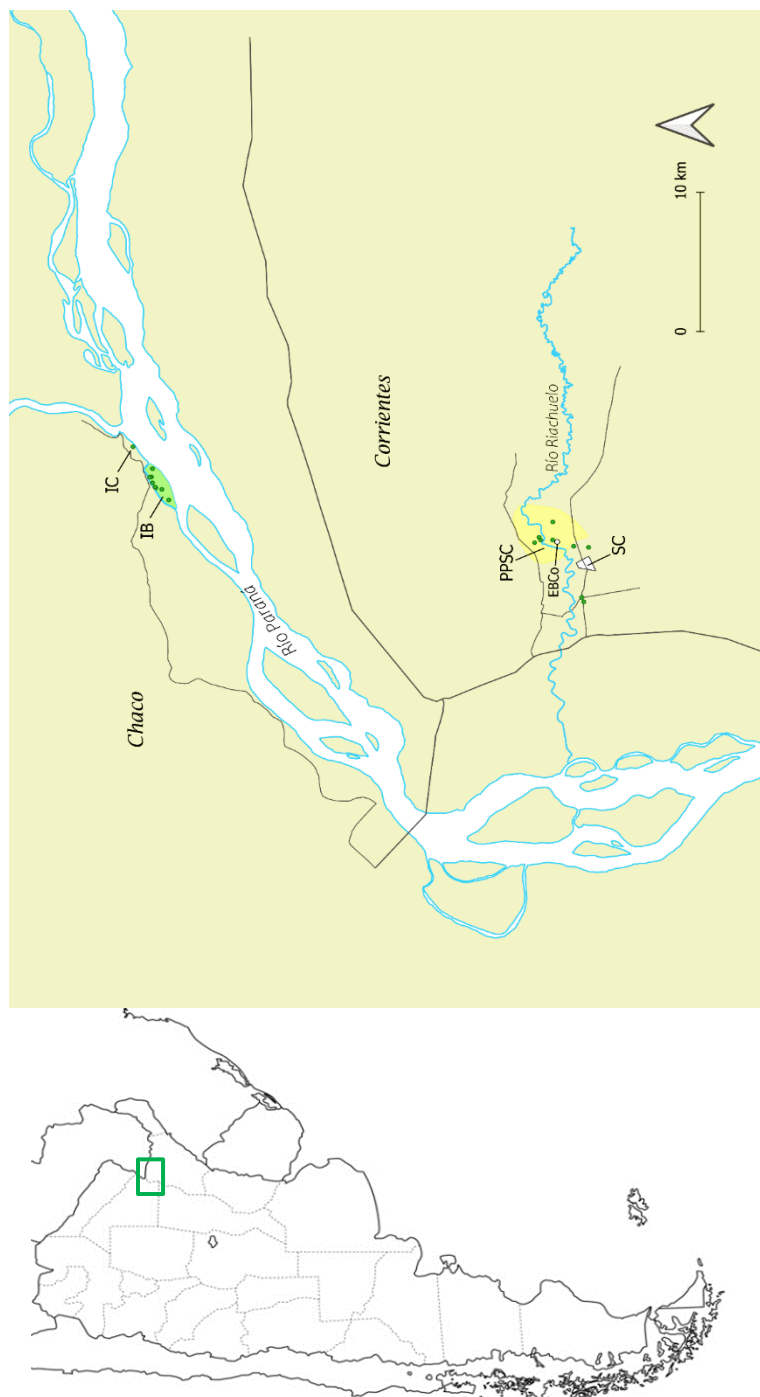 Chaco
IC
IB
Río Paraná
Corrientes
PPSC
EBCo
SC
Río Riachuelo
0
10 km